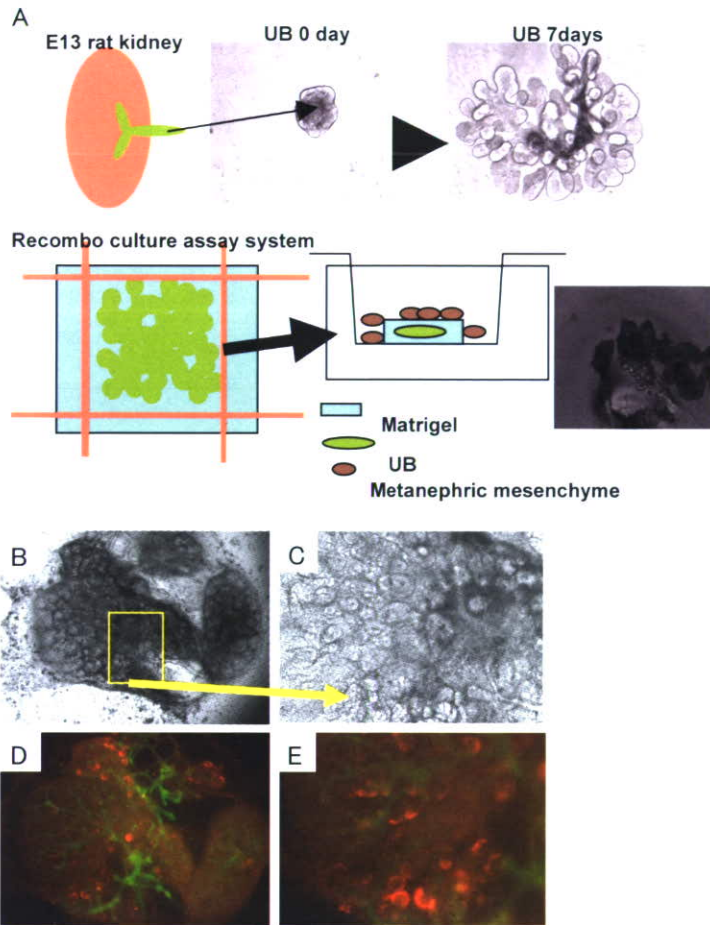 A
E13 rat kidney
UB 0 day
UB 7days
Recombo culture assay system
Matrigel
UB
Metanephric mesenchyme
B
C
D
E